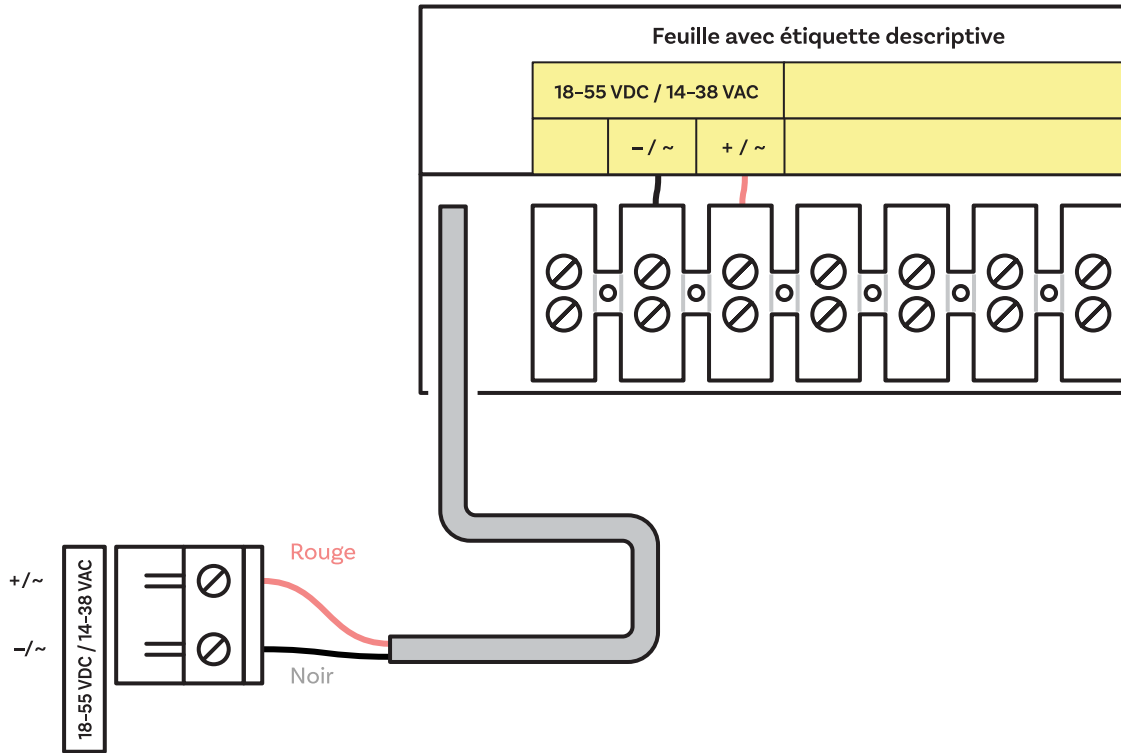 Feuille avec étiquette descriptive
18–55 VDC / 14–38 VAC
– / ~
+ / ~
Rouge
+/~
–/~
18–55 VDC / 14–38 VAC
Noir